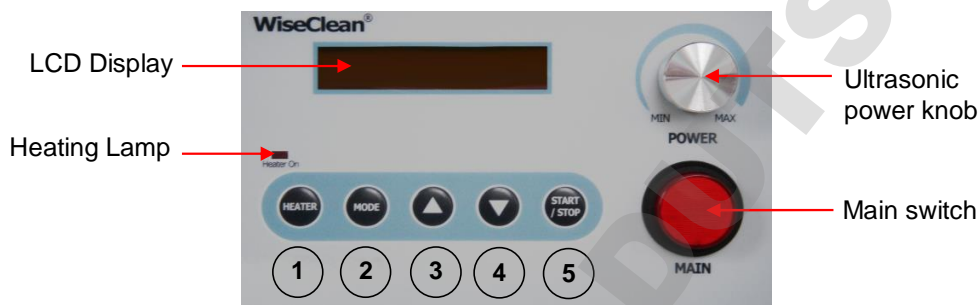 WiseClean®
LCD Display
Ultrasonic
power knob
MIN MAX
POWER
Heating Lamp
Heater On
HEATER MODE START
/ STOP
Main switch
1 2 3 4 5
MAIN